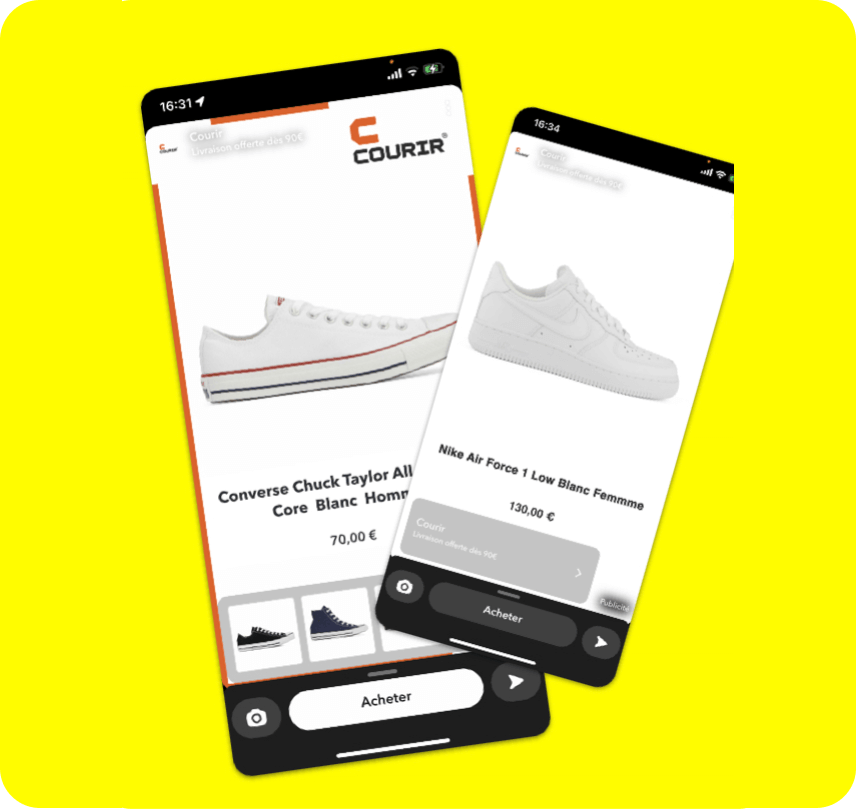 16:31
Courir
Livraison offerte dès 90€
COURIR
COURIR®
Converse Chuck Taylor All
Core Blanc Homm
70,00 €
Acheter
16:34
Courir
Livraison offerte dès 90€
Nike Air Force 1 Low Blanc Femmme
130,00 €
Courir
Livraison offerte dès 90€
Publicité
Acheter